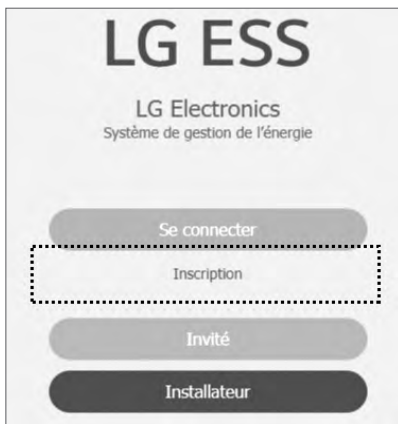 LG ESS
LG Electronics
Système de gestion de l'énergie
Se connecter
Inscription
Invité
Installateur